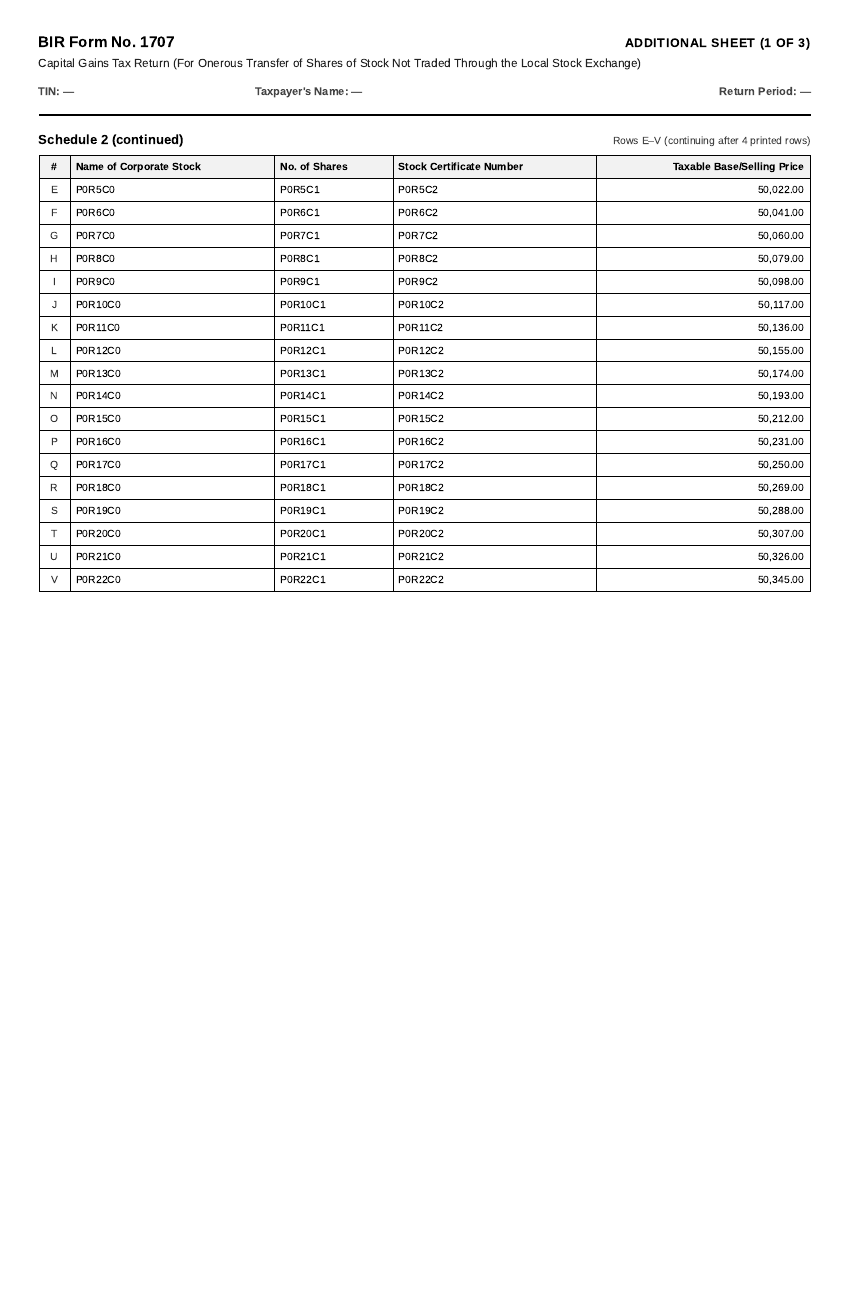 BIR Form No. 1707 ADDITIONAL SHEET (1 OF 3)
Capital Gains Tax Return (For Onerous Transfer of Shares of Stock Not Traded Through the Local Stock Exchange)
TIN: — Taxpayer's Name: — Return Period: —
Schedule 2 (continued) Rows E–V (continuing after 4 printed rows)
# Name of Corporate Stock No. of Shares Stock Certificate Number Taxable Base/Selling Price
E P0R5C0 P0R5C1 P0R5C2 50,022.00
F P0R6C0 P0R6C1 P0R6C2 50,041.00
G P0R7C0 P0R7C1 P0R7C2 50,060.00
H P0R8C0 P0R8C1 P0R8C2 50,079.00
I P0R9C0 P0R9C1 P0R9C2 50,098.00
J P0R10C0 P0R10C1 P0R10C2 50,117.00
K P0R11C0 P0R11C1 P0R11C2 50,136.00
L P0R12C0 P0R12C1 P0R12C2 50,155.00
M P0R13C0 P0R13C1 P0R13C2 50,174.00
N P0R14C0 P0R14C1 P0R14C2 50,193.00
O P0R15C0 P0R15C1 P0R15C2 50,212.00
P P0R16C0 P0R16C1 P0R16C2 50,231.00
Q P0R17C0 P0R17C1 P0R17C2 50,250.00
R P0R18C0 P0R18C1 P0R18C2 50,269.00
S P0R19C0 P0R19C1 P0R19C2 50,288.00
T P0R20C0 P0R20C1 P0R20C2 50,307.00
U P0R21C0 P0R21C1 P0R21C2 50,326.00
V P0R22C0 P0R22C1 P0R22C2 50,345.00